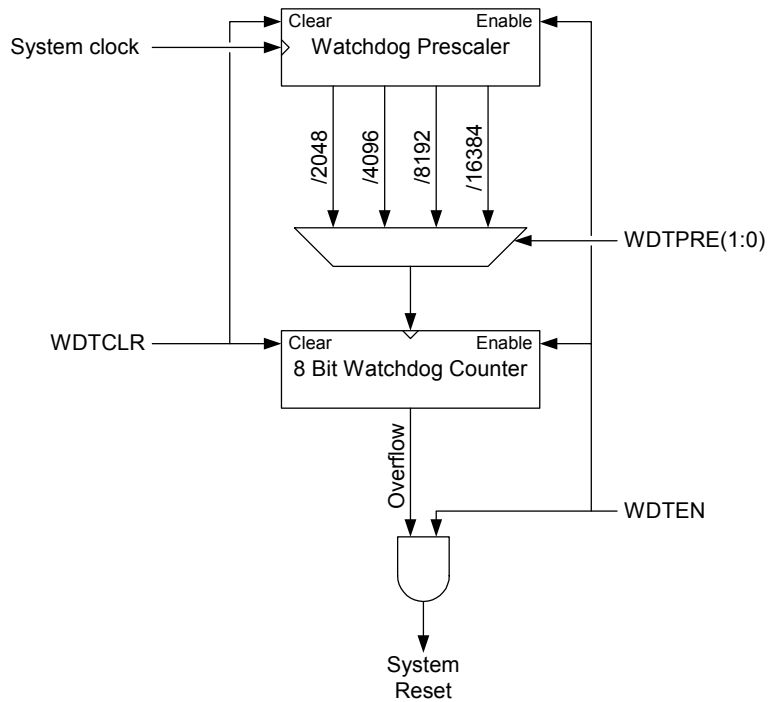 Clear
Enable
System clock
Watchdog Prescaler
/2048
/4096
/8192
/16384
WDTPRE(1:0)
Clear
Enable
WDTCLR
8 Bit Watchdog Counter
Overflow
WDTEN
System
Reset